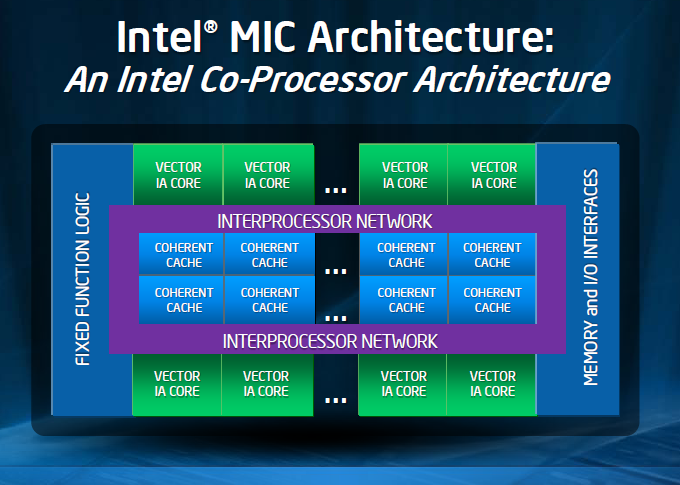 Intel® MIC Architecture:
An Intel Co-Processor Architecture
FIXED FUNCTION LOGIC
VECTOR
IA CORE
VECTOR
IA CORE
...
VECTOR
IA CORE
VECTOR
IA CORE
INTERPROCESSOR NETWORK
COHERENT
CACHE
COHERENT
CACHE
...
COHERENT
CACHE
COHERENT
CACHE
COHERENT
CACHE
COHERENT
CACHE
...
COHERENT
CACHE
COHERENT
CACHE
INTERPROCESSOR NETWORK
VECTOR
IA CORE
VECTOR
IA CORE
...
VECTOR
IA CORE
VECTOR
IA CORE
MEMORY and I/O INTERFACES